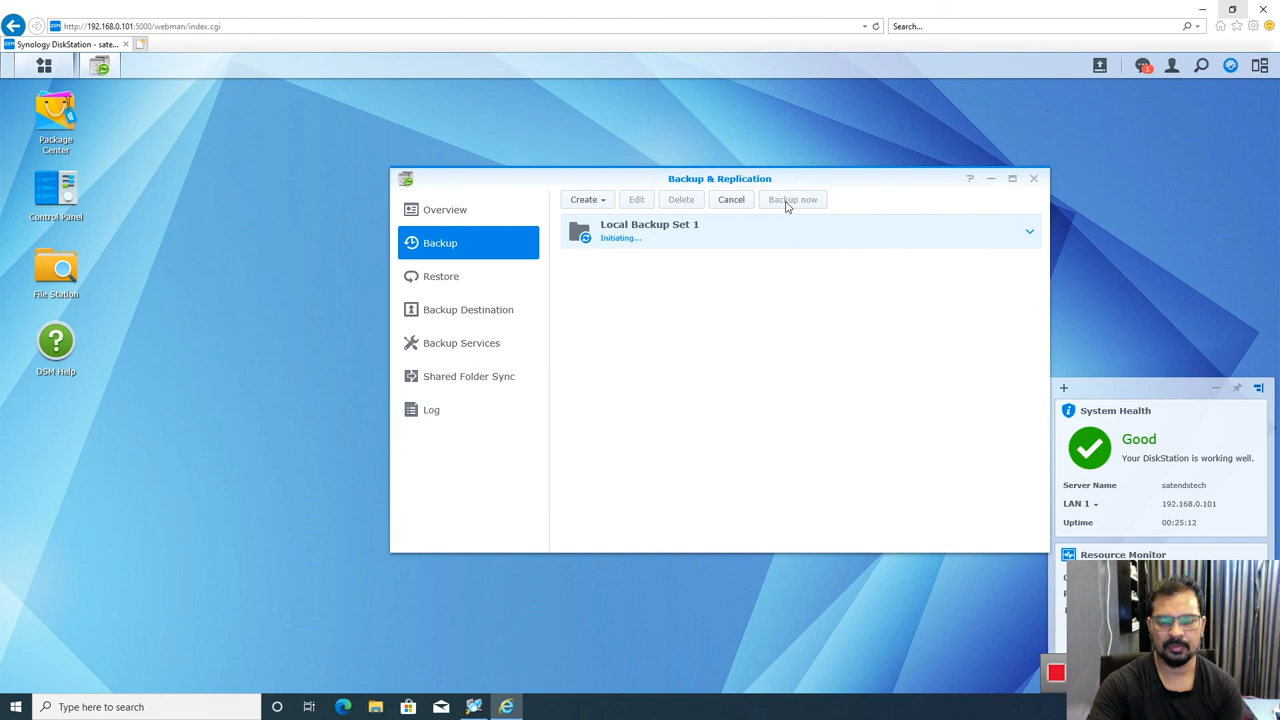 http://192.168.0.101:5000/webman/index.cgi
Search...
DSM Synology DiskStation - sate...
1
Package
Center
Control Panel
File Station
DSM Help
Backup & Replication
Overview
Backup
Restore
Backup Destination
Backup Services
Shared Folder Sync
Log
Create
Edit
Delete
Cancel
Backup now
Local Backup Set 1
Initiating...
System Health
Good
Your DiskStation is working well.
Server Name satendstech
LAN 1 192.168.0.101
Uptime 00:25:12
Resource Monitor
Type here to search